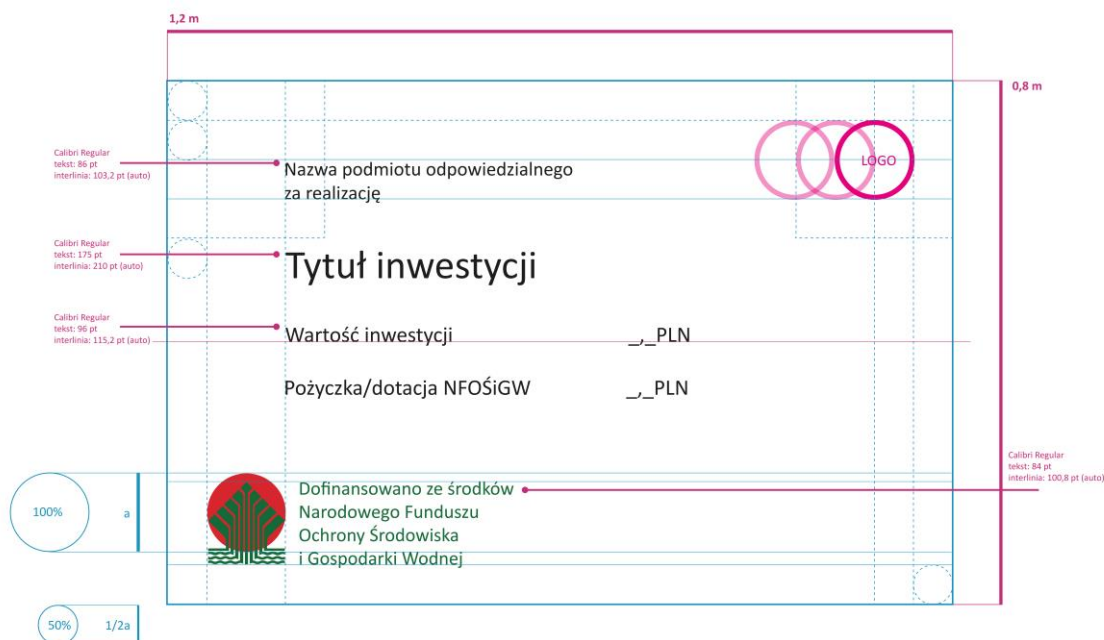 1,2 m
0,8 m
Calibri Regular
tekst: 86 pt
interlinia: 103,2 pt (auto)
Nazwa podmiotu odpowiedzialnego
za realizację
LOGO
Calibri Regular
tekst: 175 pt
interlinia: 210 pt (auto)
Tytuł inwestycji
Calibri Regular
tekst: 96 pt
interlinia: 115,2 pt (auto)
Wartość inwestycji _,_PLN
Pożyczka/dotacja NFOŚiGW _,_PLN
Calibri Regular
tekst: 84 pt
interlinia: 100,8 pt (auto)
100% a
Dofinansowano ze środków
Narodowego Funduszu
Ochrony Środowiska
i Gospodarki Wodnej
50% 1/2a